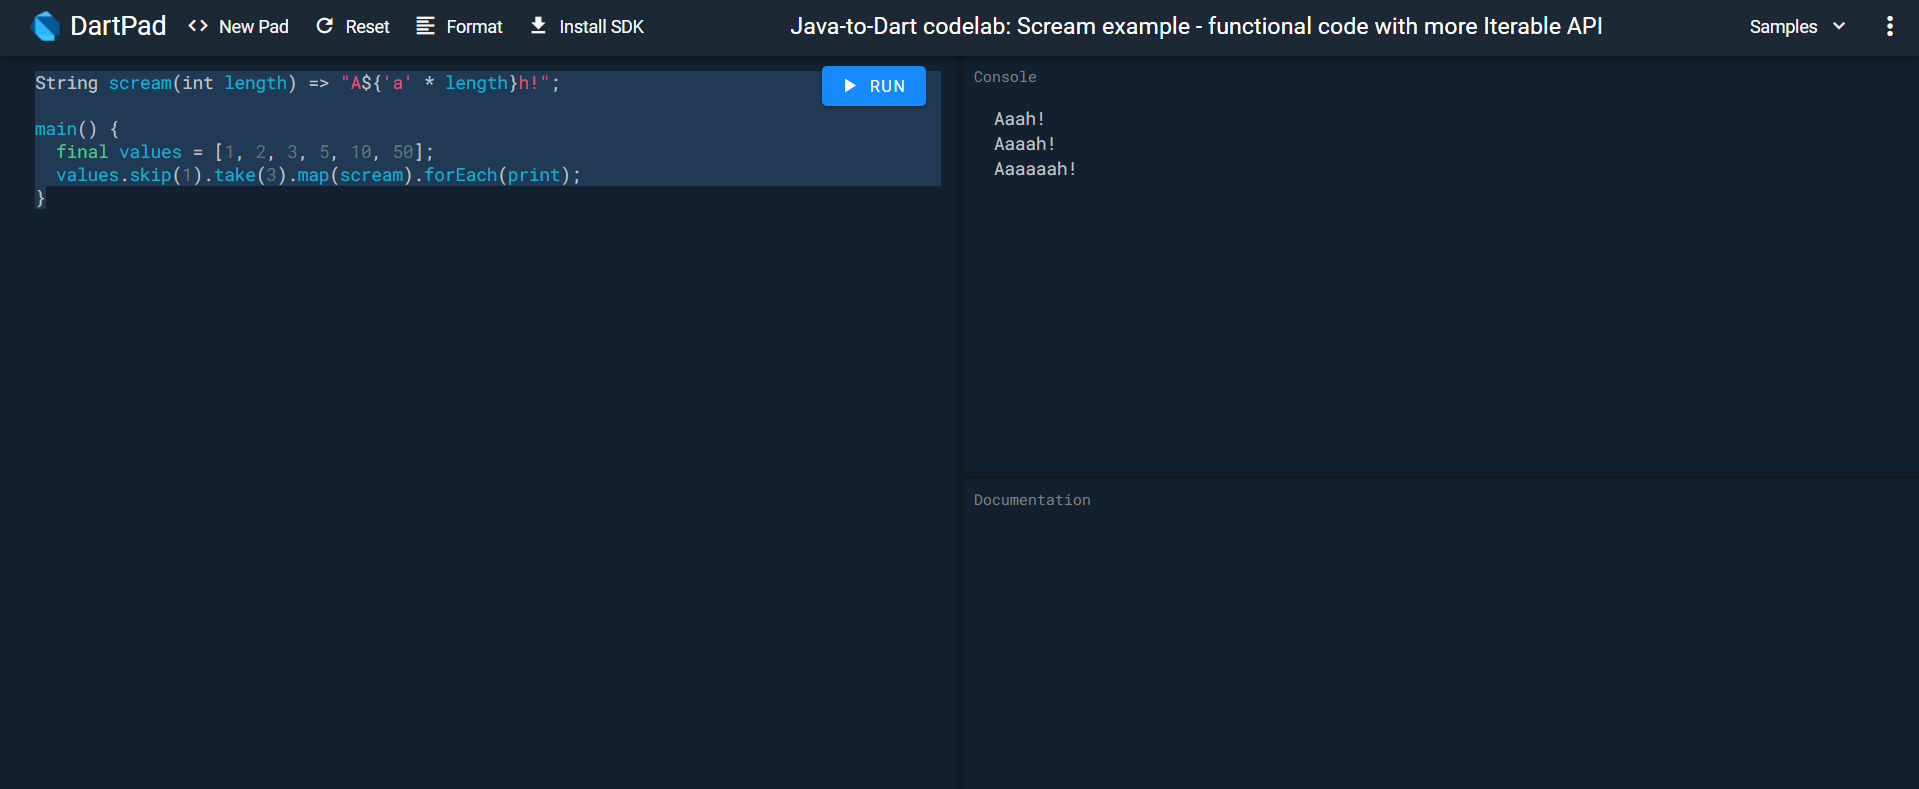 DartPad <> New Pad Reset Format Install SDK Java-to-Dart codelab: Scream example - functional code with more Iterable API Samples
String scream(int length) => "A${'a' * length}h!";
RUN
main() {
  final values = [1, 2, 3, 5, 10, 50];
  values.skip(1).take(3).map(scream).forEach(print);
}
Console
Aaah!
Aaaah!
Aaaaaah!
Documentation